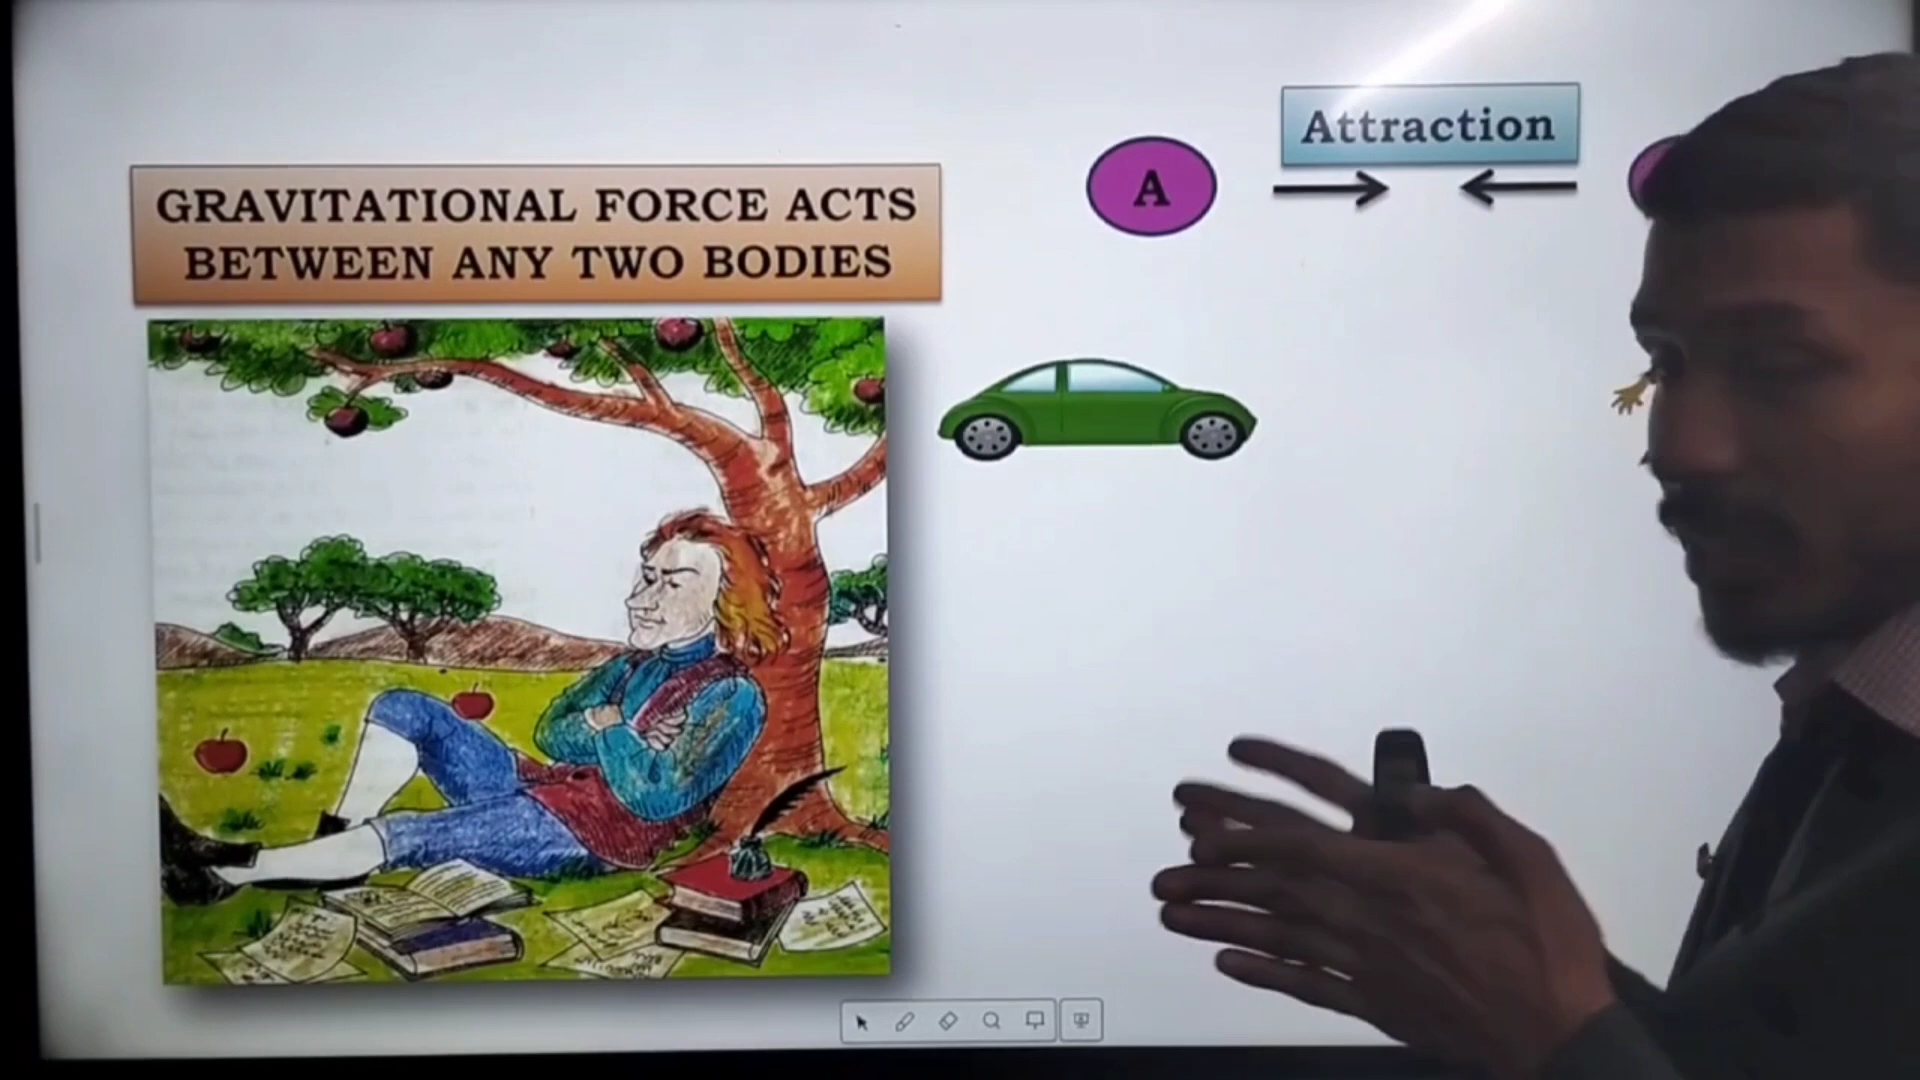 GRAVITATIONAL FORCE ACTS
BETWEEN ANY TWO BODIES
Attraction
A